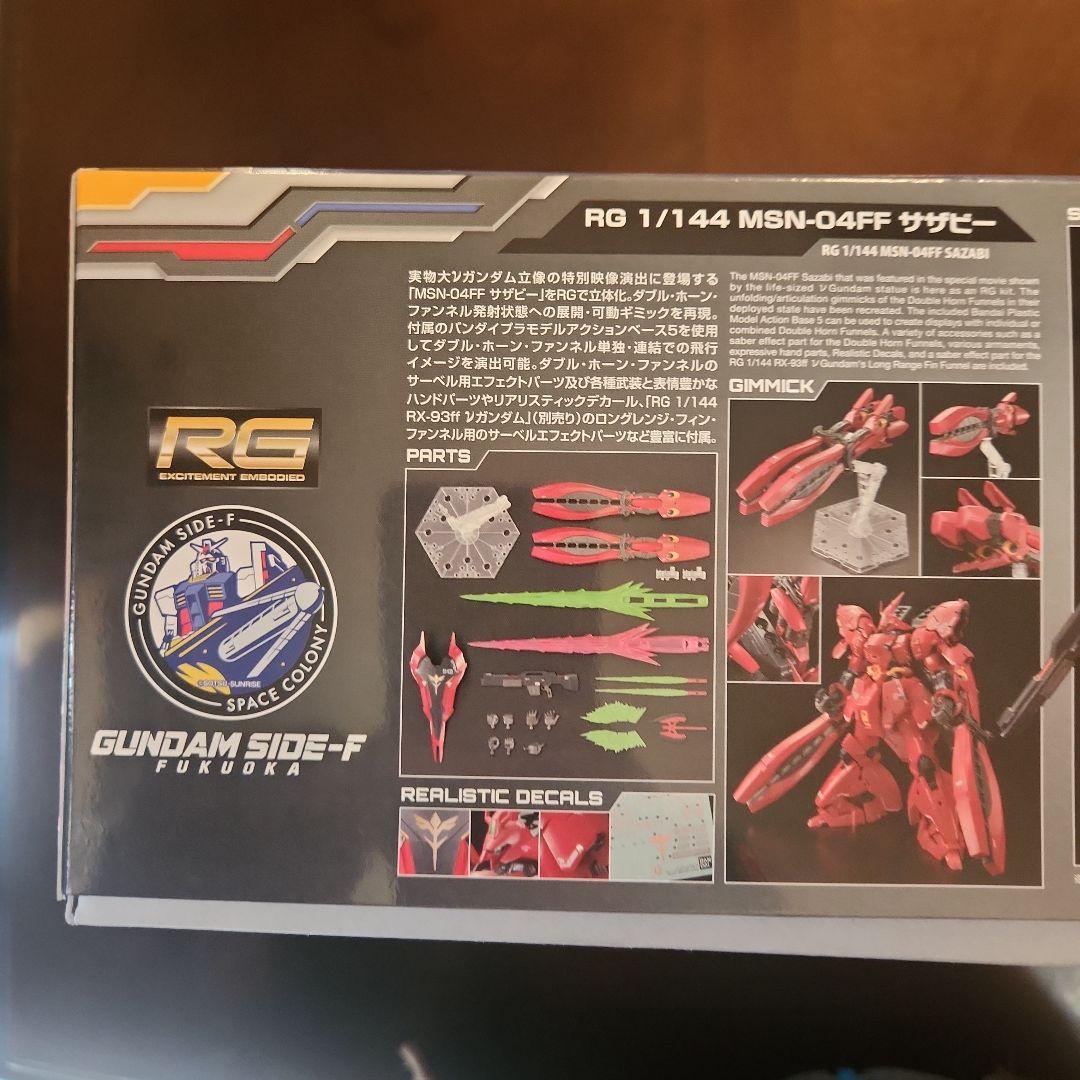 RG 1/144 MSN-04FF サザビー
RG 1/144 MSN-04FF SAZABI
実物大νガンダム立像の特別映像演出に登場する
「MSN-04FF サザビー」をRGで立体化。ダブル・ホーン・
ファンネル発射状態への展開・可動ギミックを再現。
付属のバンダイプラモデルアクションベース5を使用
してダブル・ホーン・ファンネル単独・連結での飛行
イメージを演出可能。ダブル・ホーン・ファンネルの
サーベル用エフェクトパーツ及び各種武装と表情豊かな
ハンドパーツやリアリスティックデカール、「RG 1/144
RX-93ff νガンダム」(別売り)のロングレンジ・フィン・
ファンネル用のサーベルエフェクトパーツなど豊富に付属。
The MSN-04FF Sazabi that was featured in the special movie shown
by the life-sized ν Gundam statue is here as an RG kit. The
unfolding/articulation gimmicks of the Double Horn Funnels in their
deployed state have been recreated. The included Bandai Plastic
Model Action Base 5 can be used to create displays with individual or
combined Double Horn Funnels. A variety of accessories such as a
saber effect part for the Double Horn Funnels, various armaments,
expressive hand parts, Realistic Decals, and a saber effect part for the
RG 1/144 RX-93ff ν Gundam's Long Range Fin Funnel are included.
RG
EXCITEMENT EMBODIED
GUNDAM SIDE-F
SPACE COLONY
©SOTSU・SUNRISE
GUNDAM SIDE-F
FUKUOKA
PARTS
GIMMICK
REALISTIC DECALS
BAN
DAI
S